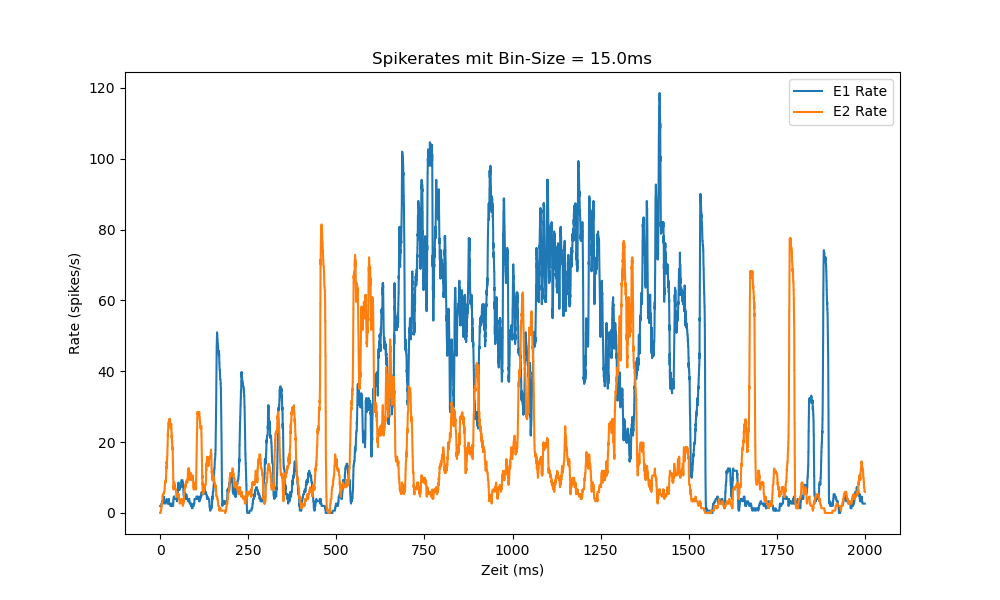 Spikerates mit Bin-Size = 15.0ms
E1 Rate
E2 Rate
120
100
80
60
40
20
0
Rate (spikes/s)
0 250 500 750 1000 1250 1500 1750 2000
Zeit (ms)